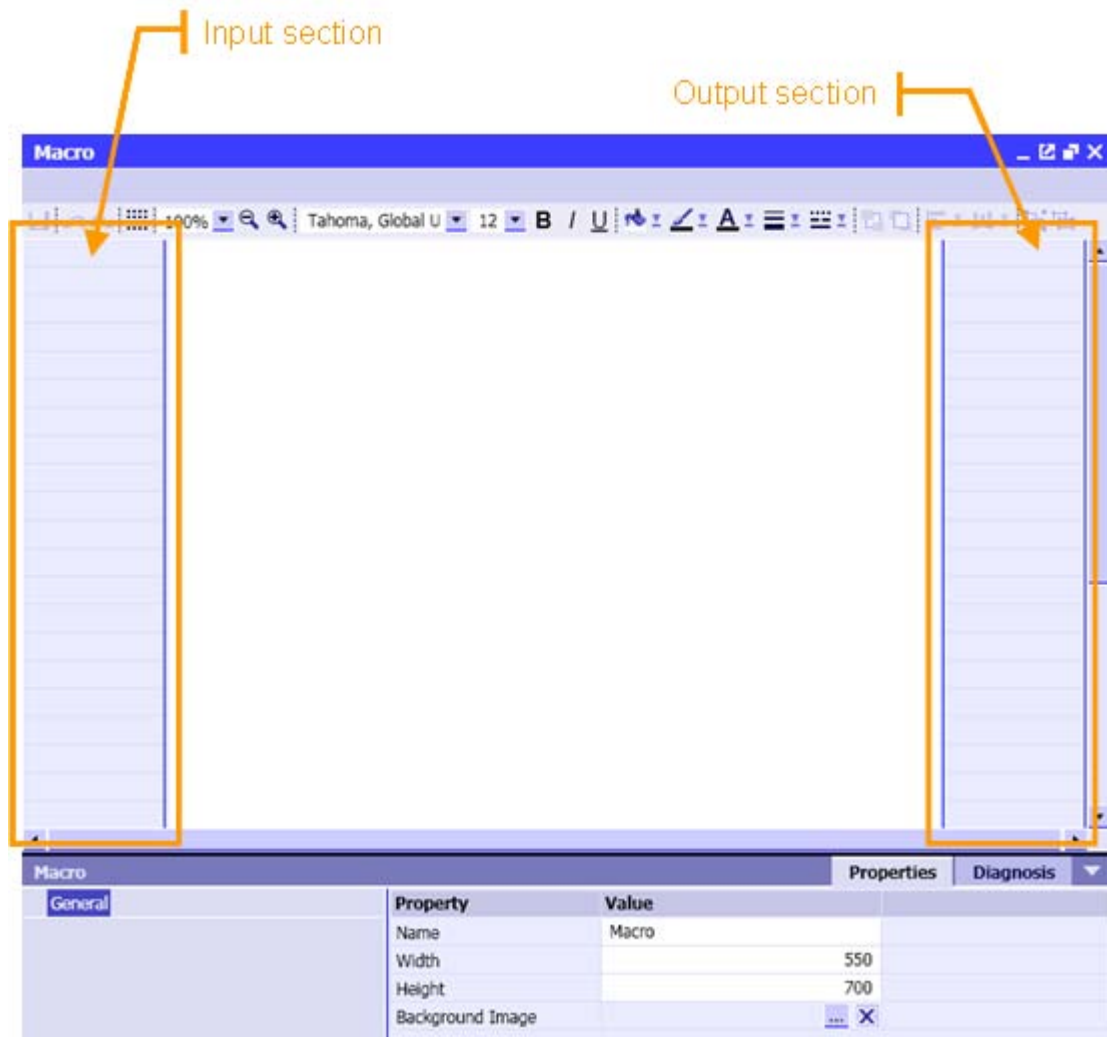 Input section
Output section
Macro
100% Tahoma, Global U 12 B I U A
Macro Properties Diagnosis
General Property Value
Name Macro
Width 550
Height 700
Background Image ...